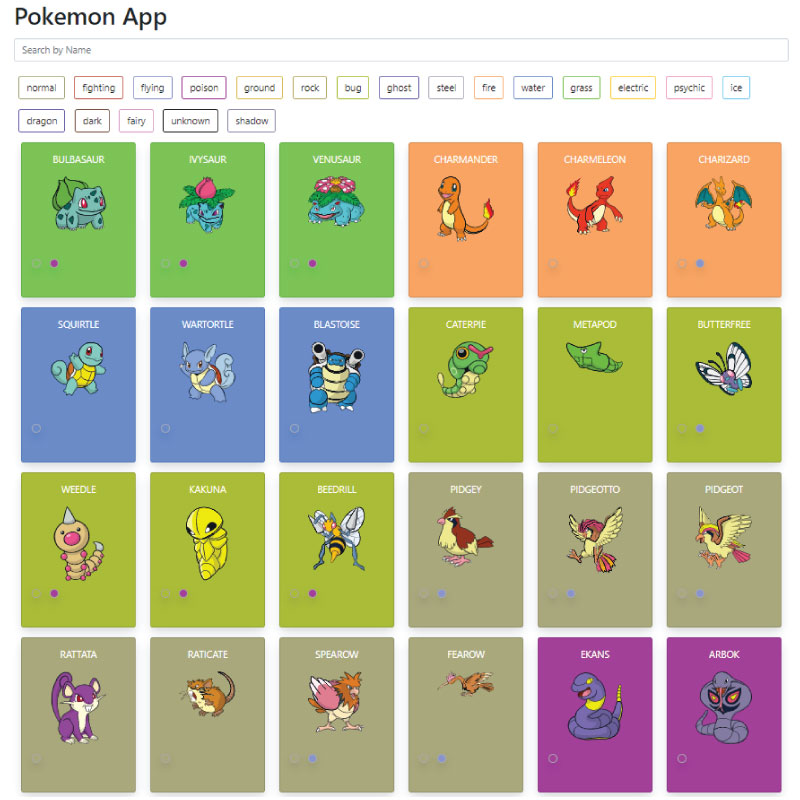 Pokemon App
Search by Name
normal fighting flying poison ground rock bug ghost steel fire water grass electric psychic ice
dragon dark fairy unknown shadow
BULBASAUR IVYSAUR VENUSAUR CHARMANDER CHARMELEON CHARIZARD
SQUIRTLE WARTORTLE BLASTOISE CATERPIE METAPOD BUTTERFREE
WEEDLE KAKUNA BEEDRILL PIDGEY PIDGEOTTO PIDGEOT
RATTATA RATICATE SPEAROW FEAROW EKANS ARBOK